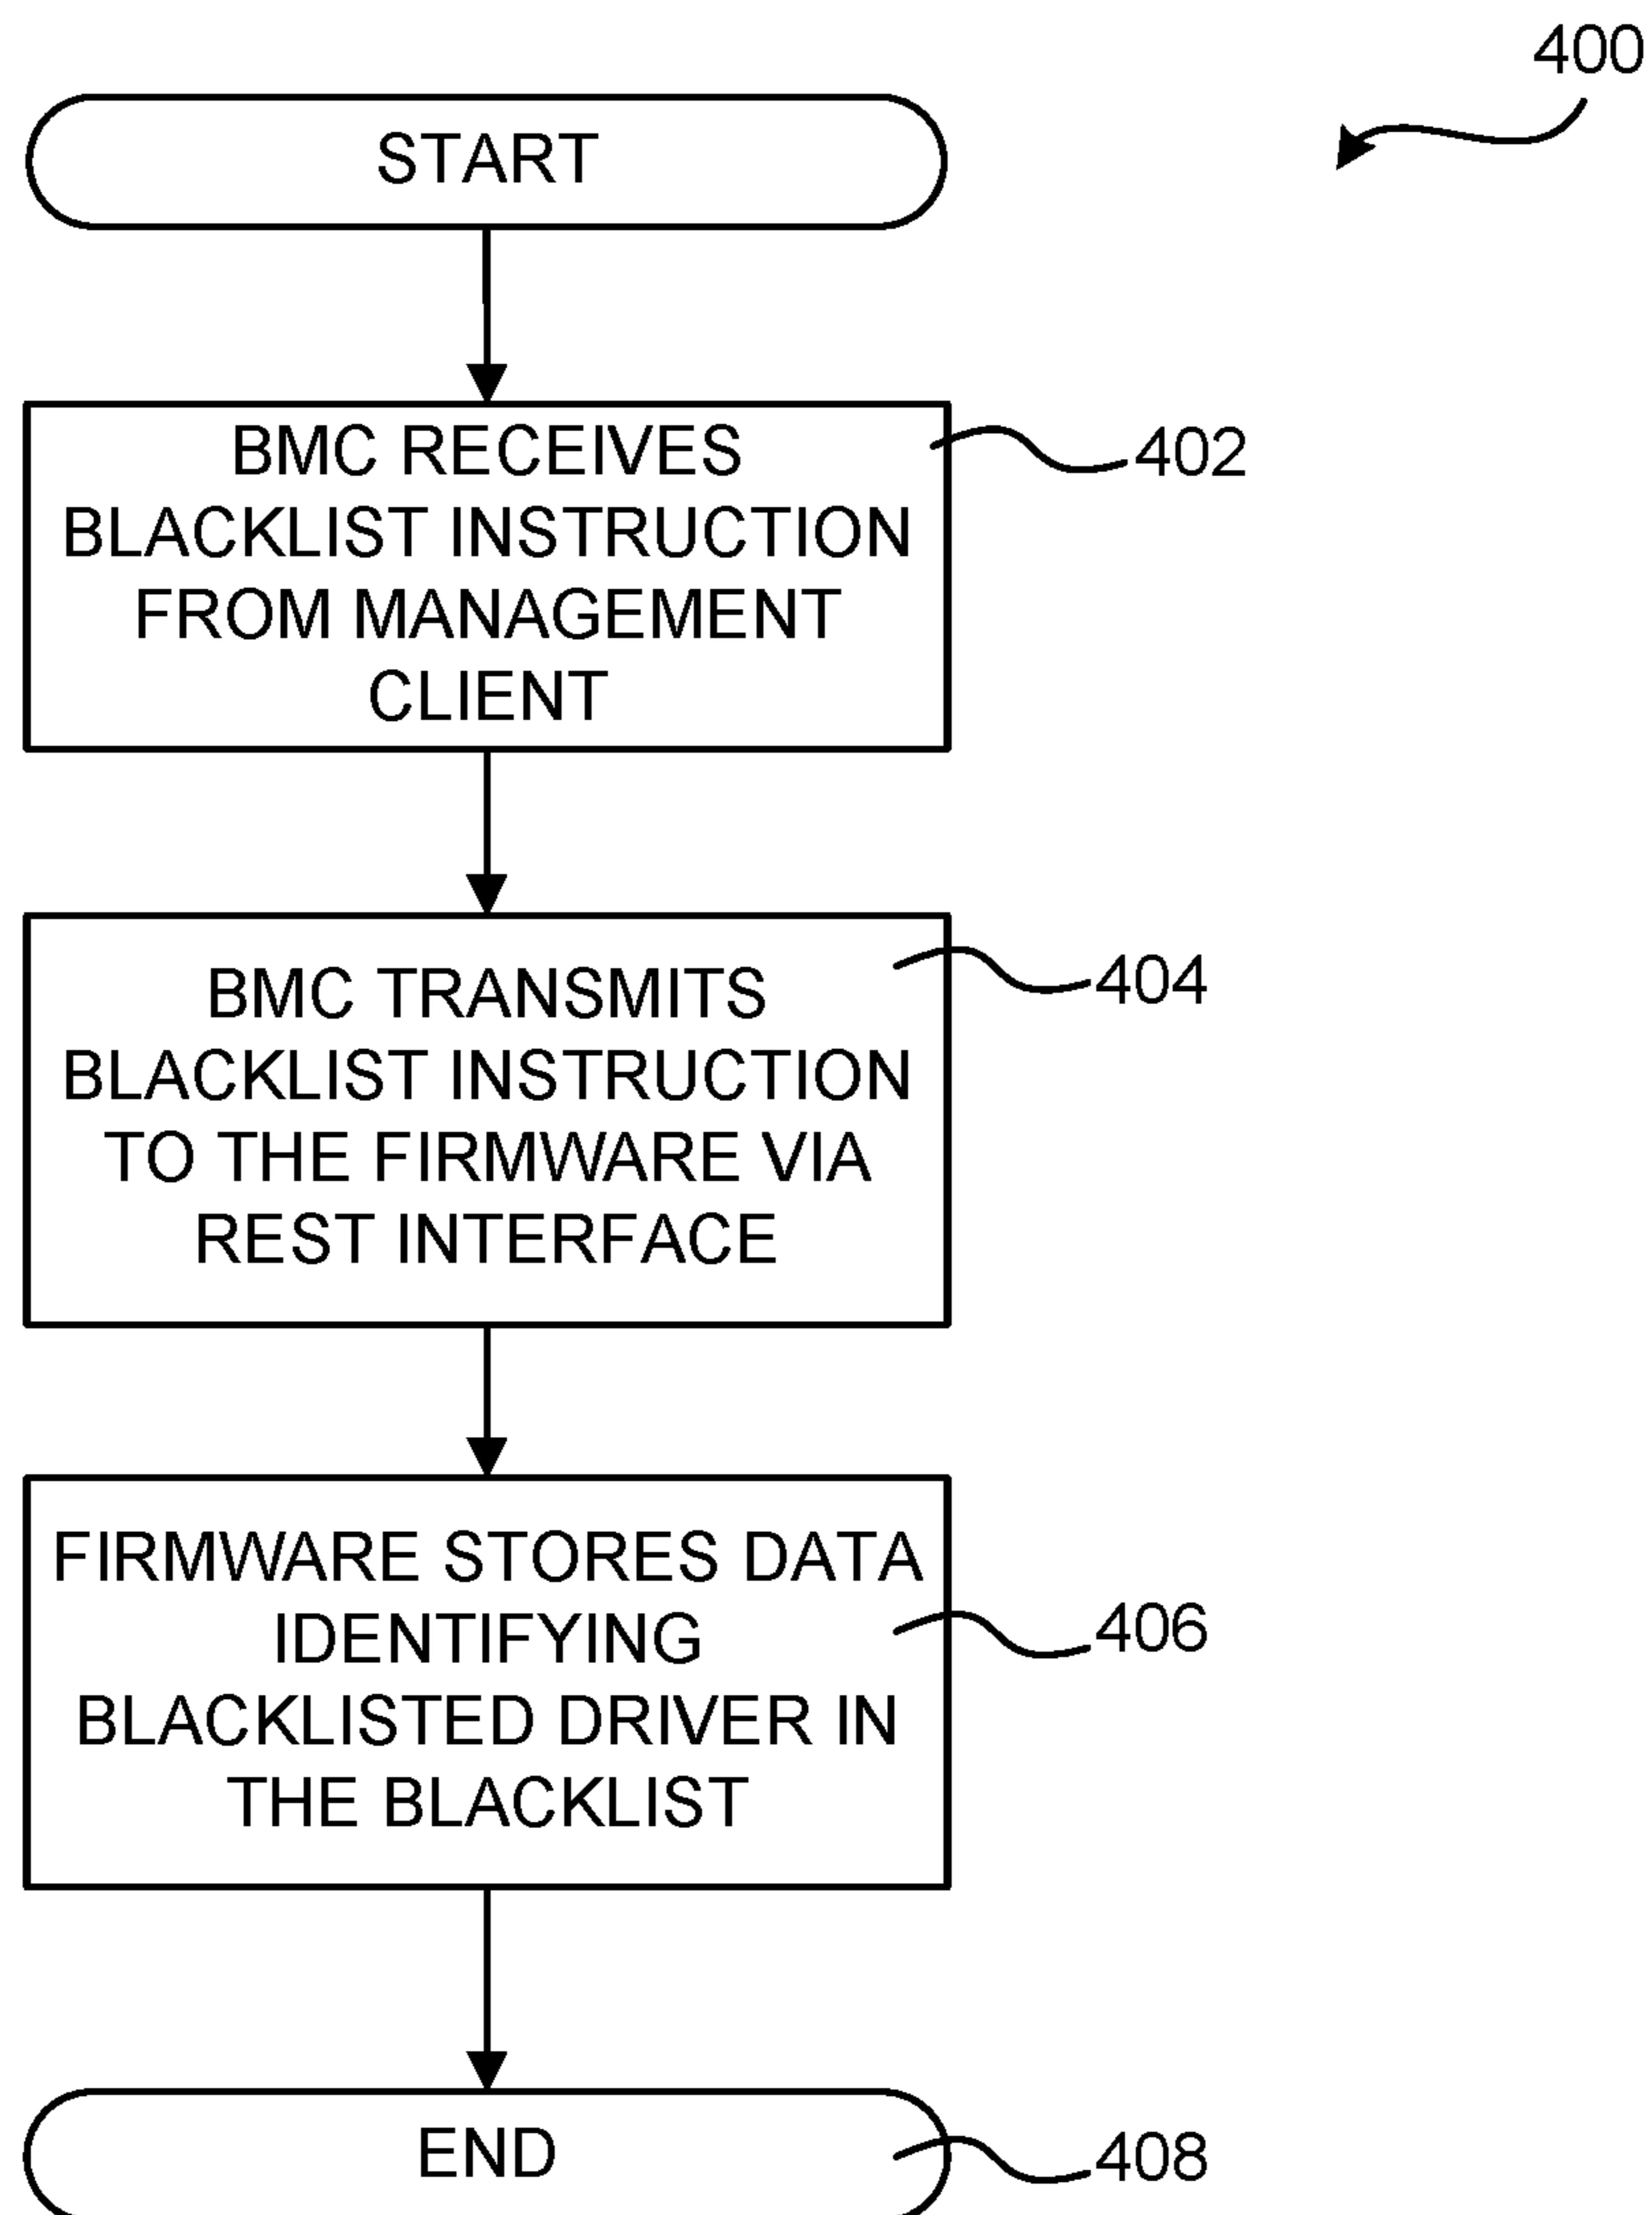 400
START
BMC RECEIVES
BLACKLIST INSTRUCTION
FROM MANAGEMENT
CLIENT
402
BMC TRANSMITS
BLACKLIST INSTRUCTION
TO THE FIRMWARE VIA
REST INTERFACE
404
FIRMWARE STORES DATA
IDENTIFYING
BLACKLISTED DRIVER IN
THE BLACKLIST
406
END
408